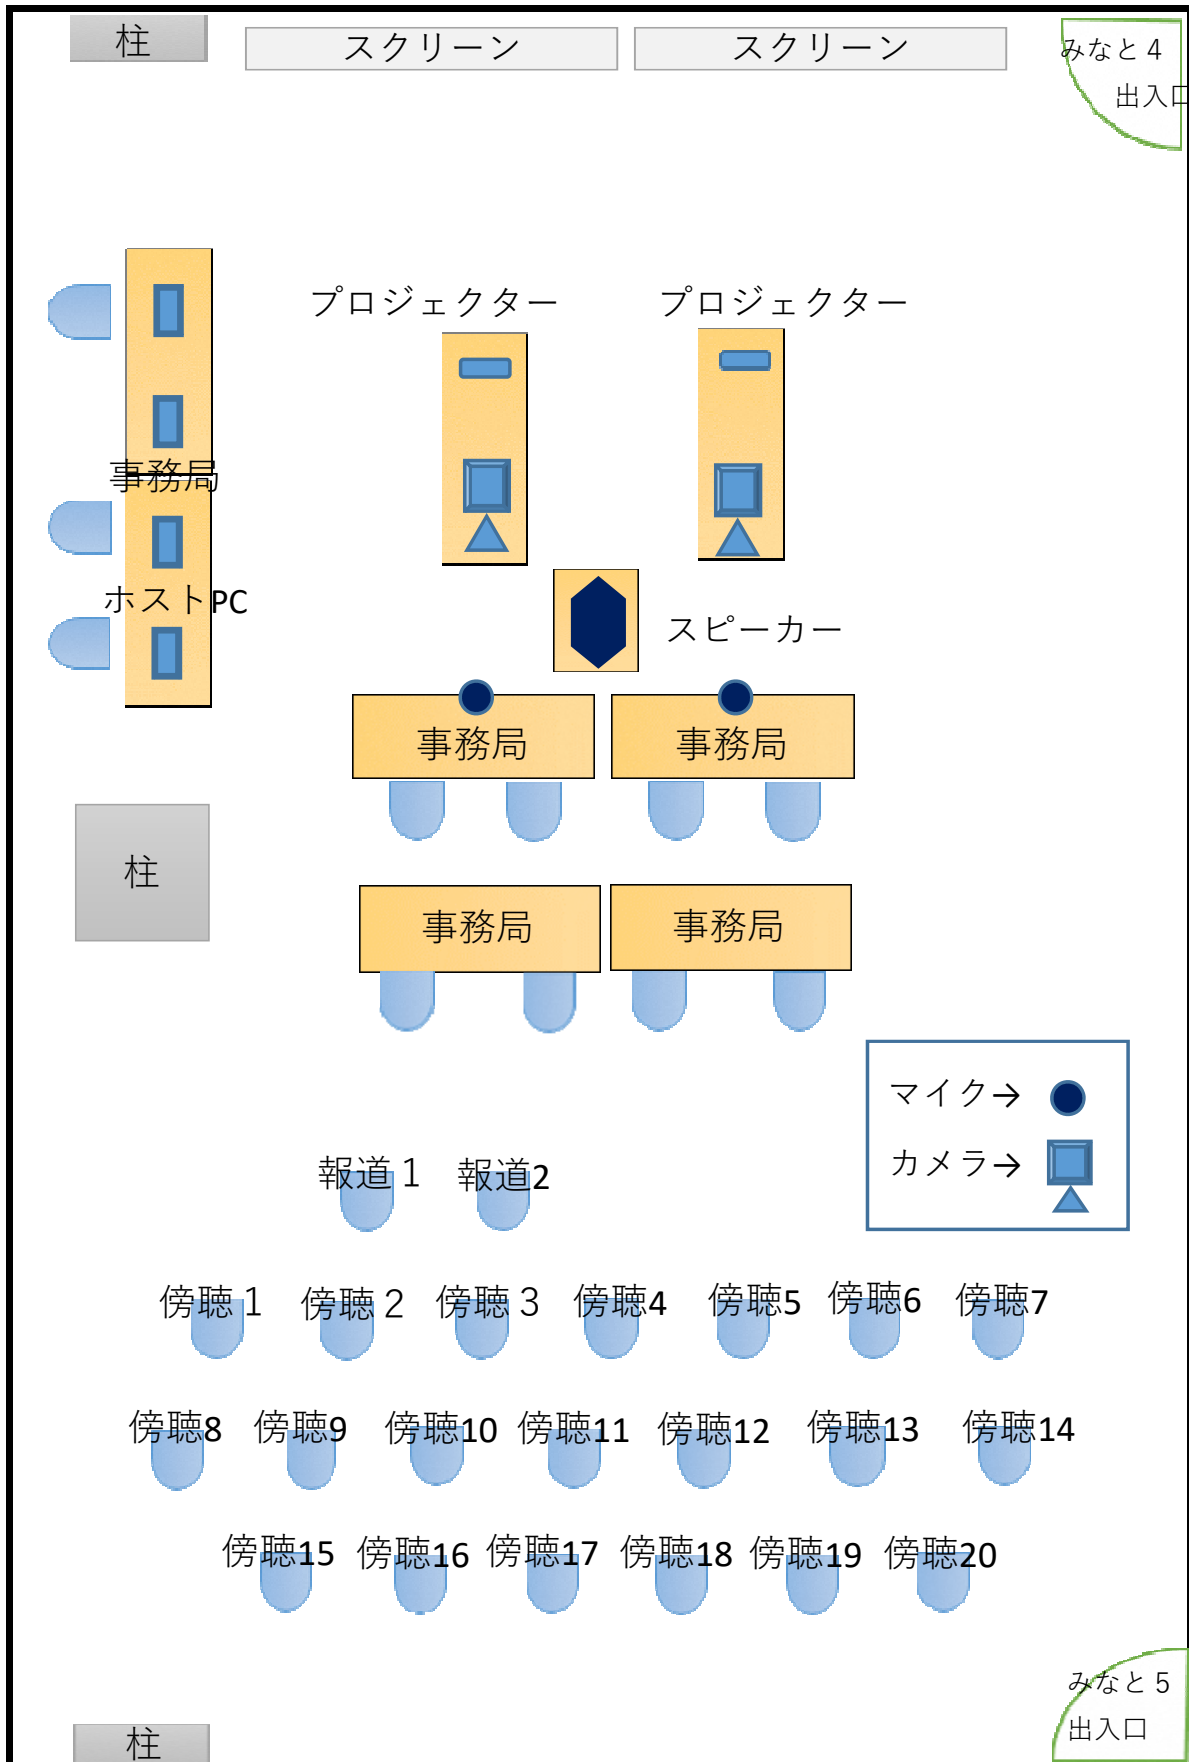 柱
スクリーン
スクリーン
みなと4
出入口
プロジェクター
プロジェクター
事務局
ホストPC
スピーカー
事務局
事務局
柱
事務局
事務局
マイク→
カメラ→
報道1
報道2
傍聴1
傍聴2
傍聴3
傍聴4
傍聴5
傍聴6
傍聴7
傍聴8
傍聴9
傍聴10
傍聴11
傍聴12
傍聴13
傍聴14
傍聴15
傍聴16
傍聴17
傍聴18
傍聴19
傍聴20
みなと5
出入口
柱